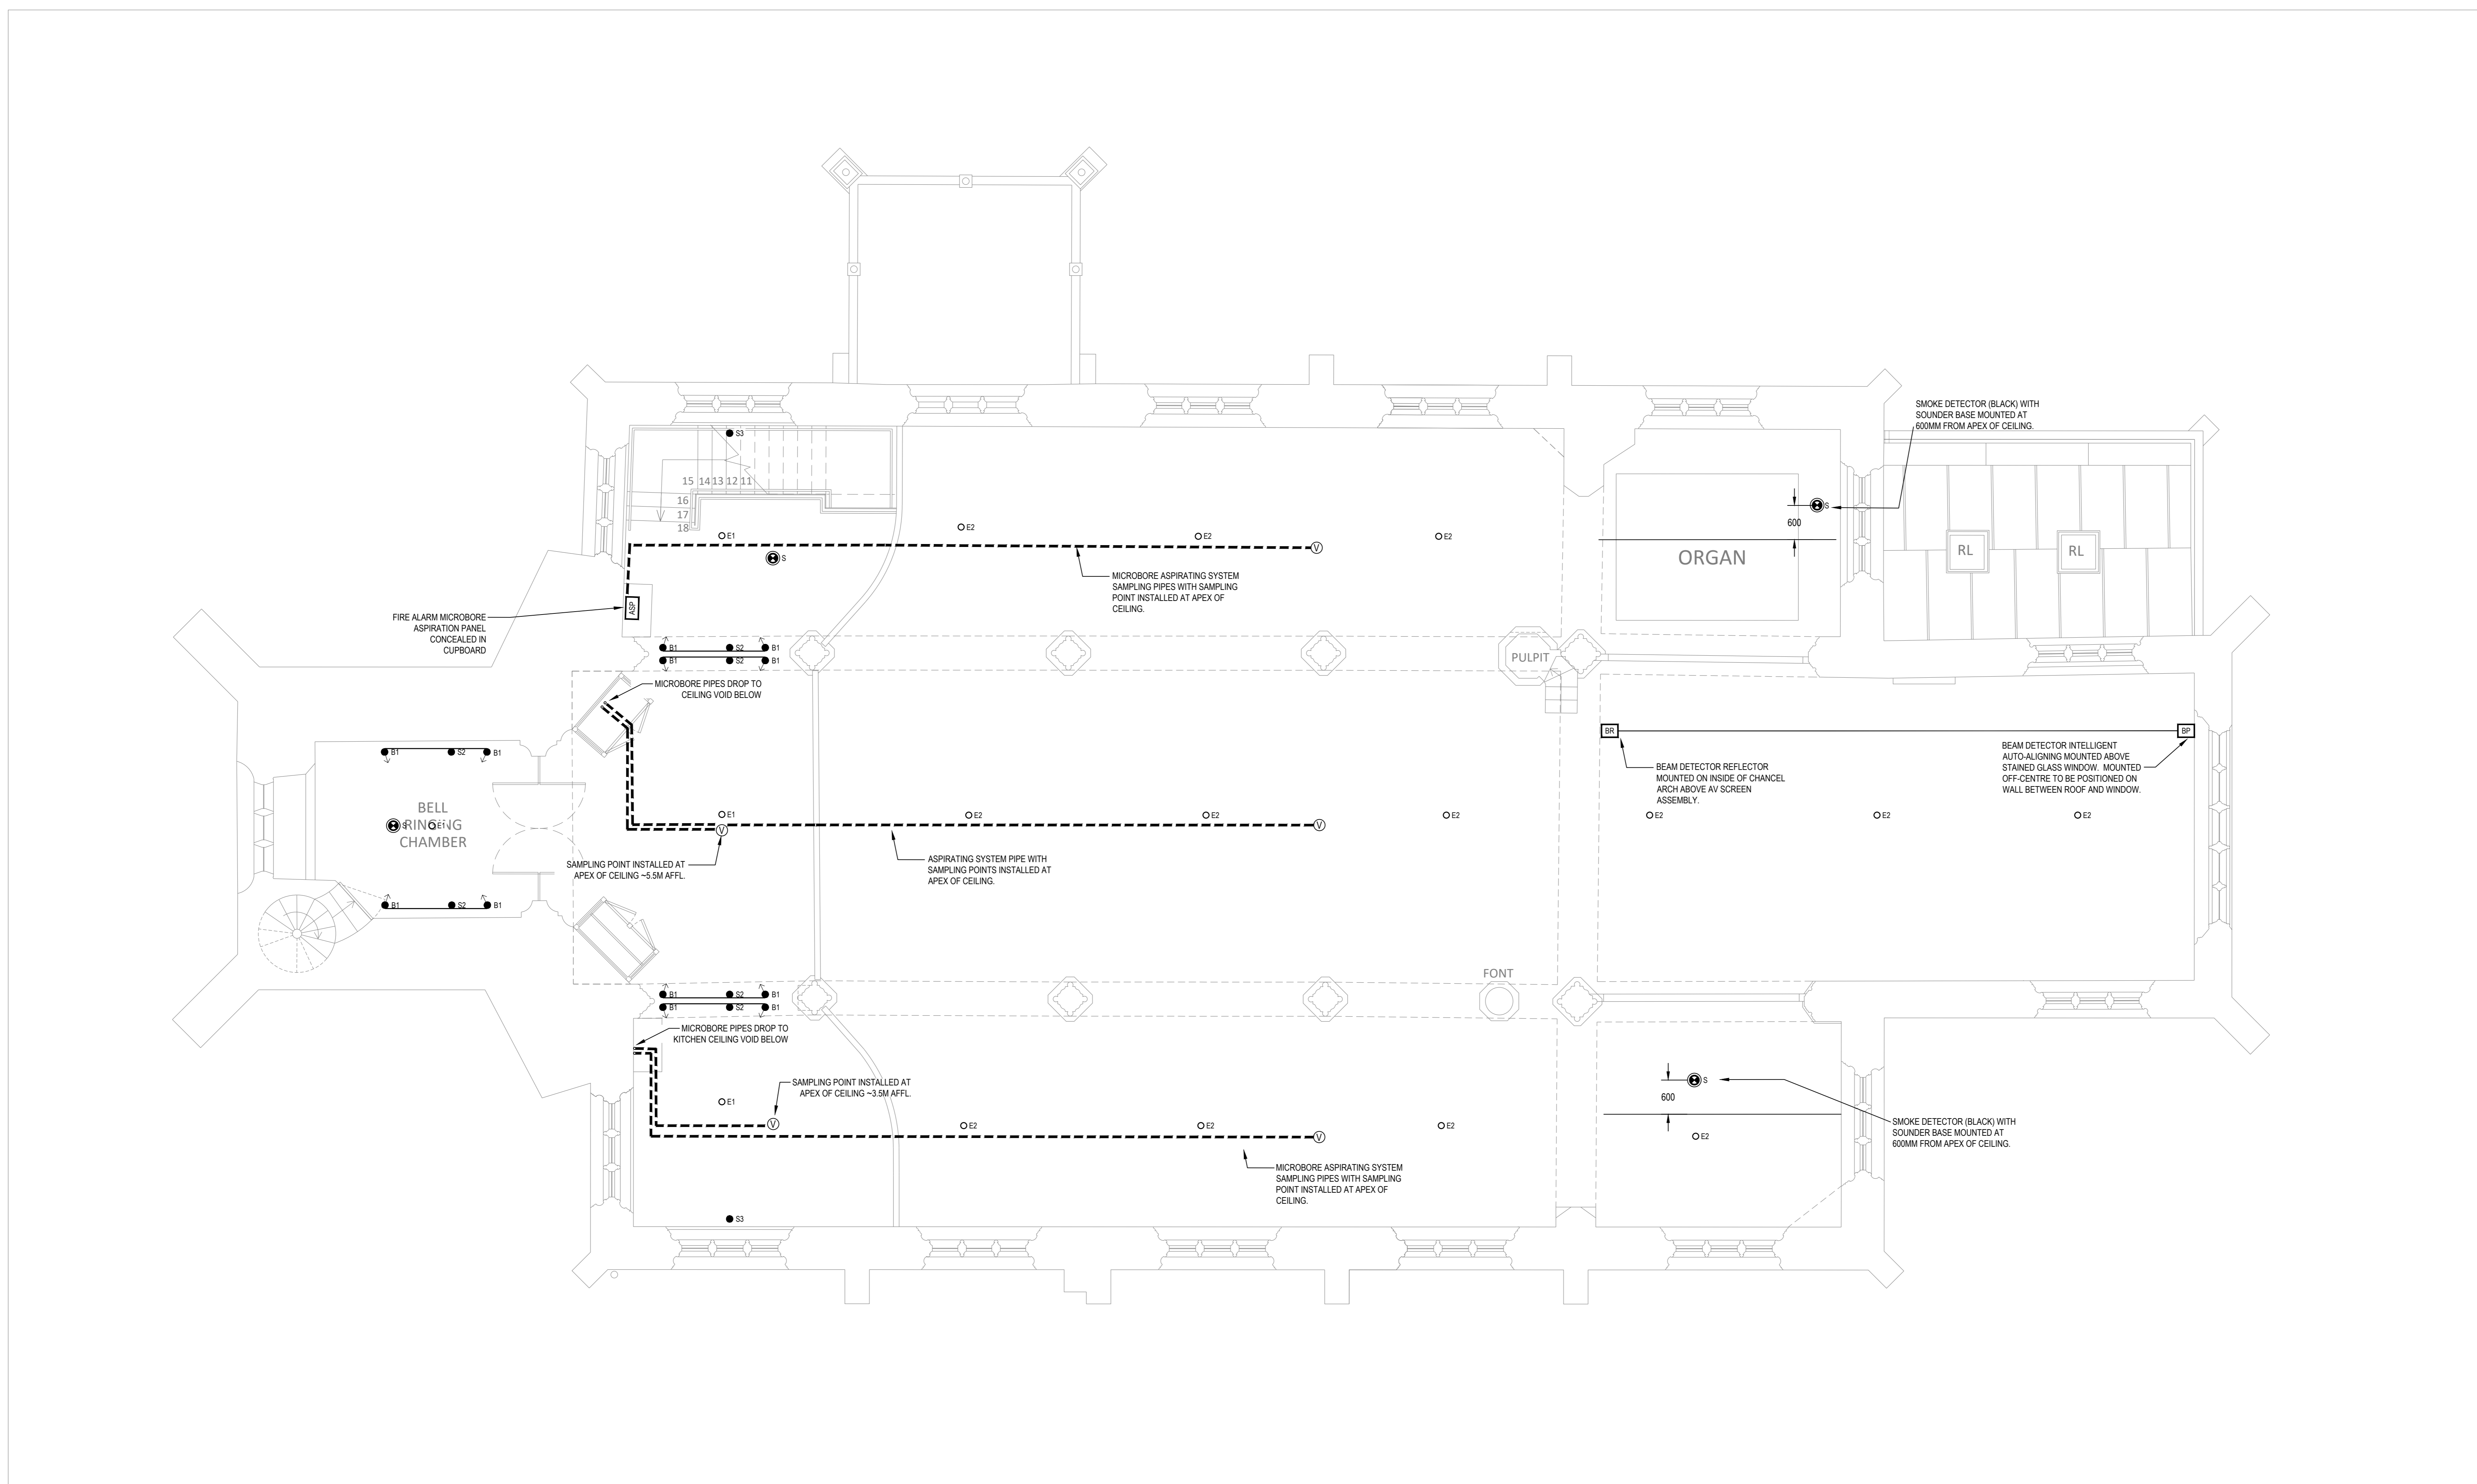 SMOKE DETECTOR (BLACK) WITH
SOUNDER BASE MOUNTED AT
600MM FROM APEX OF CEILING.
S3
15 14 13 12 11
16
17
18
S
600
E1
E2
E2
E2
S
ORGAN
RL
RL
MICROBORE ASPIRATING SYSTEM
SAMPLING PIPES WITH SAMPLING
POINT INSTALLED AT APEX OF
CEILING.
V
ASP
FIRE ALARM MICROBORE
ASPIRATION PANEL
CONCEALED IN
CUPBOARD
B1 S2 B1
B1 S2 B1
PULPIT
MICROBORE PIPES DROP TO
CEILING VOID BELOW
BR
BP
B1 S2 B1
BEAM DETECTOR REFLECTOR
MOUNTED ON INSIDE OF CHANCEL
ARCH ABOVE AV SCREEN
ASSEMBLY.
BEAM DETECTOR INTELLIGENT
AUTO-ALIGNING MOUNTED ABOVE
STAINED GLASS WINDOW. MOUNTED
OFF-CENTRE TO BE POSITIONED ON
WALL BETWEEN ROOF AND WINDOW.
BELL
RINGING
CHAMBER
S
E1
E1
E2
E2
E2
E2
E2
E2
V
V
SAMPLING POINT INSTALLED AT
APEX OF CEILING ~5.5M AFFL.
ASPIRATING SYSTEM PIPE WITH
SAMPLING POINTS INSTALLED AT
APEX OF CEILING.
B1 S2 B1
FONT
B1 S2 B1
B1 S2 B1
MICROBORE PIPES DROP TO
KITCHEN CEILING VOID BELOW
SAMPLING POINT INSTALLED AT
APEX OF CEILING ~3.5M AFFL.
S
600
E1
V
E2
E2
E2
V
E2
SMOKE DETECTOR (BLACK) WITH
SOUNDER BASE MOUNTED AT
600MM FROM APEX OF CEILING.
MICROBORE ASPIRATING SYSTEM
SAMPLING PIPES WITH SAMPLING
POINT INSTALLED AT APEX OF
CEILING.
S3